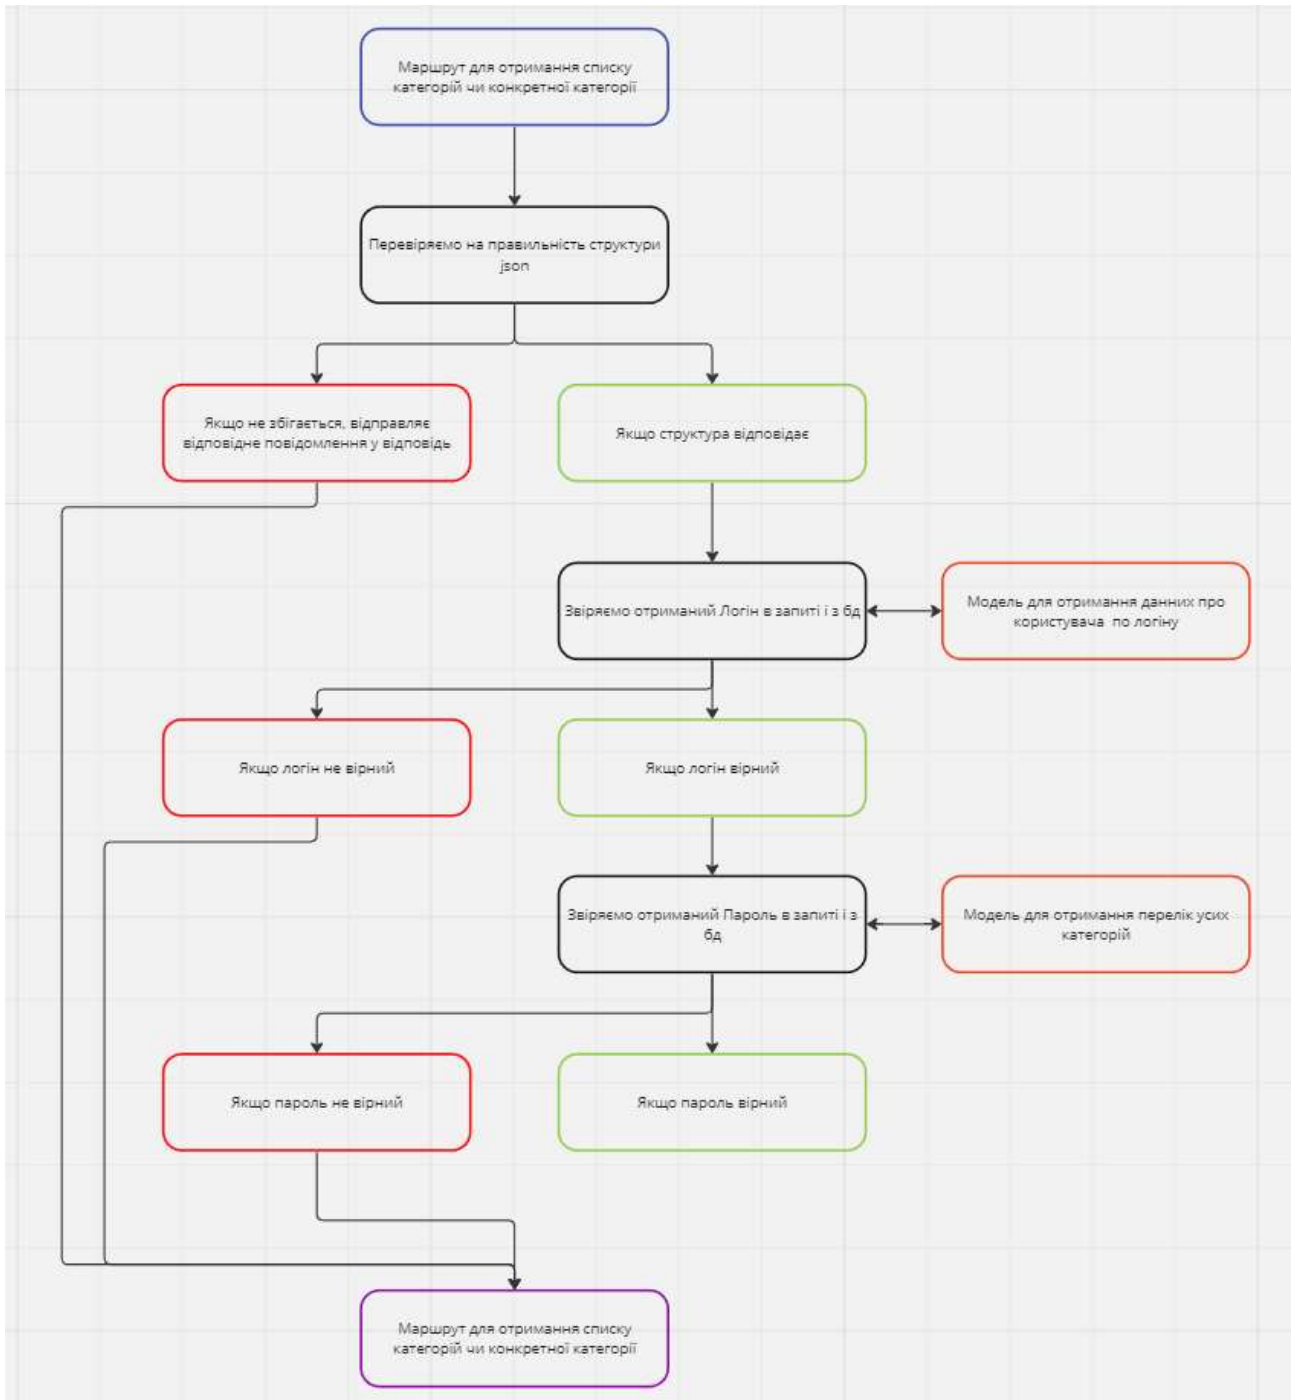 Маршрут для отримання списку
категорій чи конкретної категорії
Перевіряємо на правильність структури
json
Якщо не збігається, відправляє
відповідне повідомлення у відповідь
Якщо структура відповідає
Звіряємо отриманий Логін в запиті і з бд
Модель для отримання данних про
користувача по логіну
Якщо логін не вірний
Якщо логін вірний
Звіряємо отриманий Пароль в запиті і з
бд
Модель для отримання перелік усих
категорій
Якщо пароль не вірний
Якщо пароль вірний
Маршрут для отримання списку
категорій чи конкретної категорії